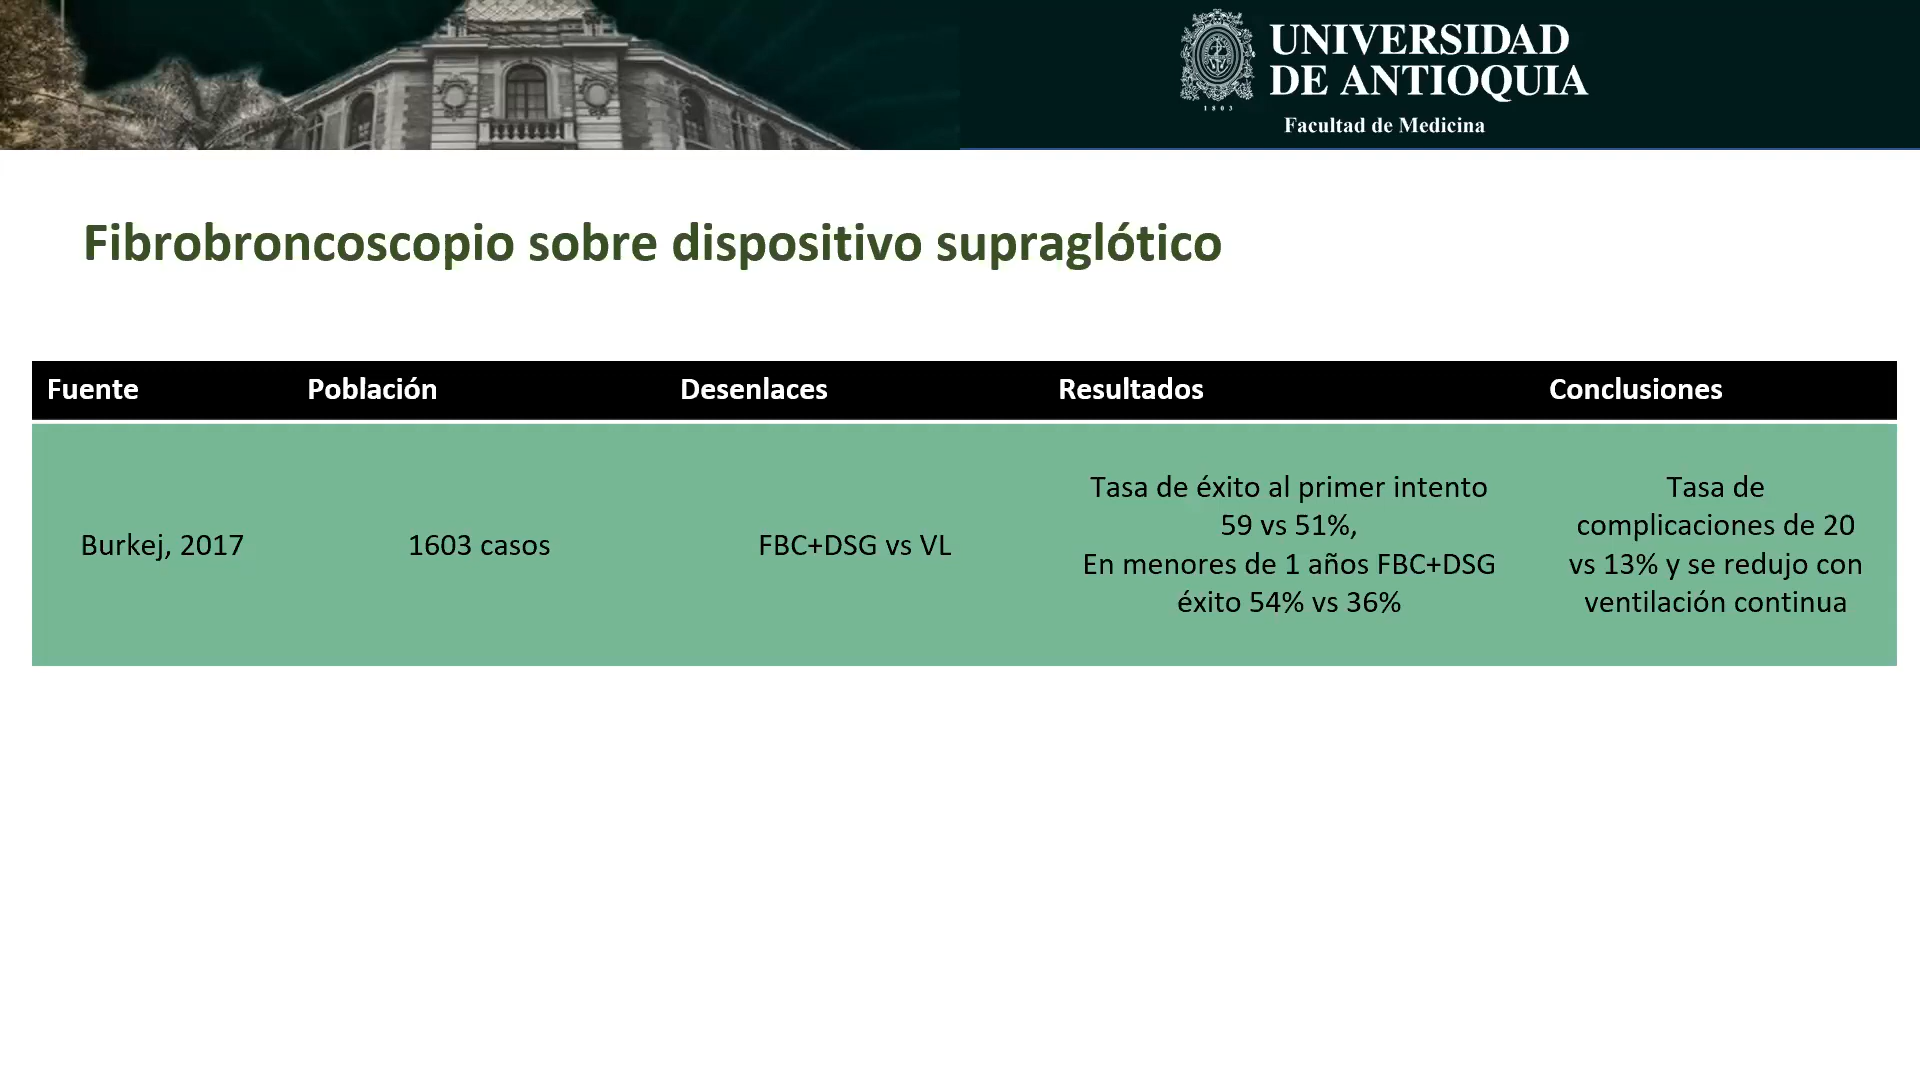 UNIVERSIDAD
DE ANTIOQUIA
1803
Facultad de Medicina
Fibrobroncoscopio sobre dispositivo supraglótico
Fuente Población Desenlaces Resultados Conclusiones
Burkej, 2017
1603 casos
FBC+DSG vs VL
Tasa de éxito al primer intento
59 vs 51%,
En menores de 1 años FBC+DSG
éxito 54% vs 36%
Tasa de
complicaciones de 20
vs 13% y se redujo con
ventilación continua